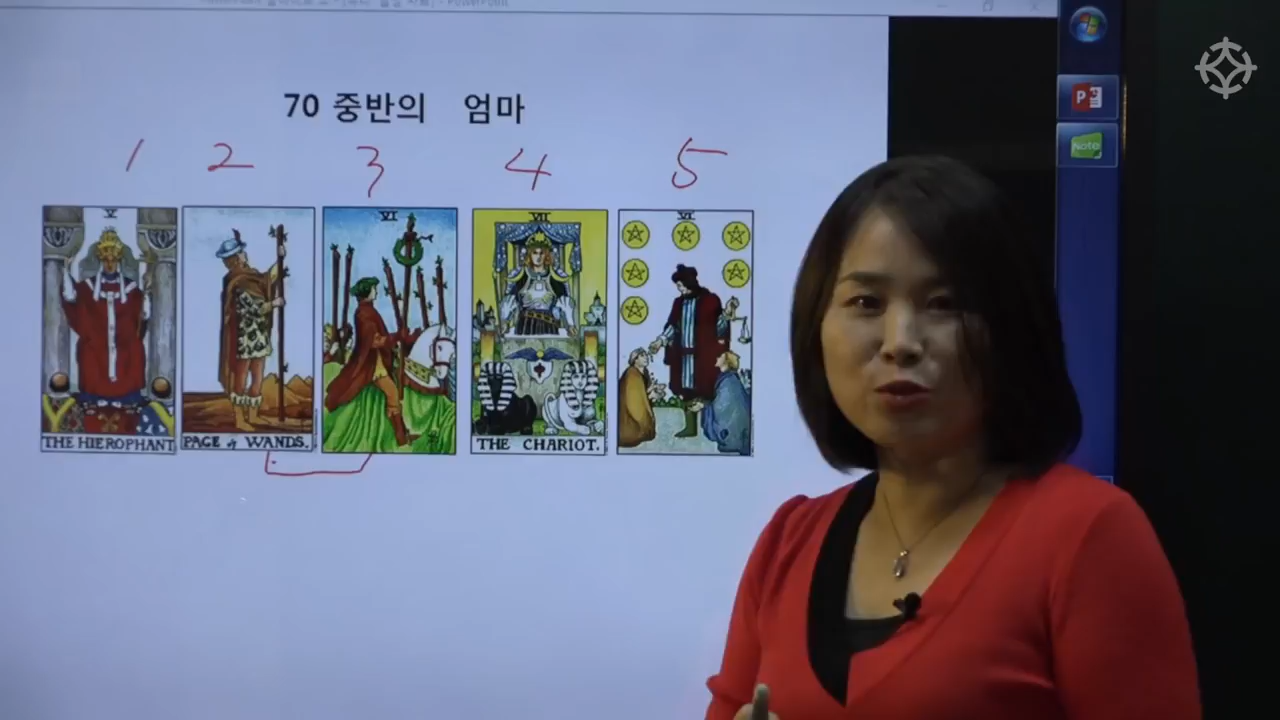 70 중반의 엄마
1 2 3 4 5
V
VI
VII
VI
THE HIEROPHANT
PAGE of WANDS.
THE CHARIOT.
P
Note